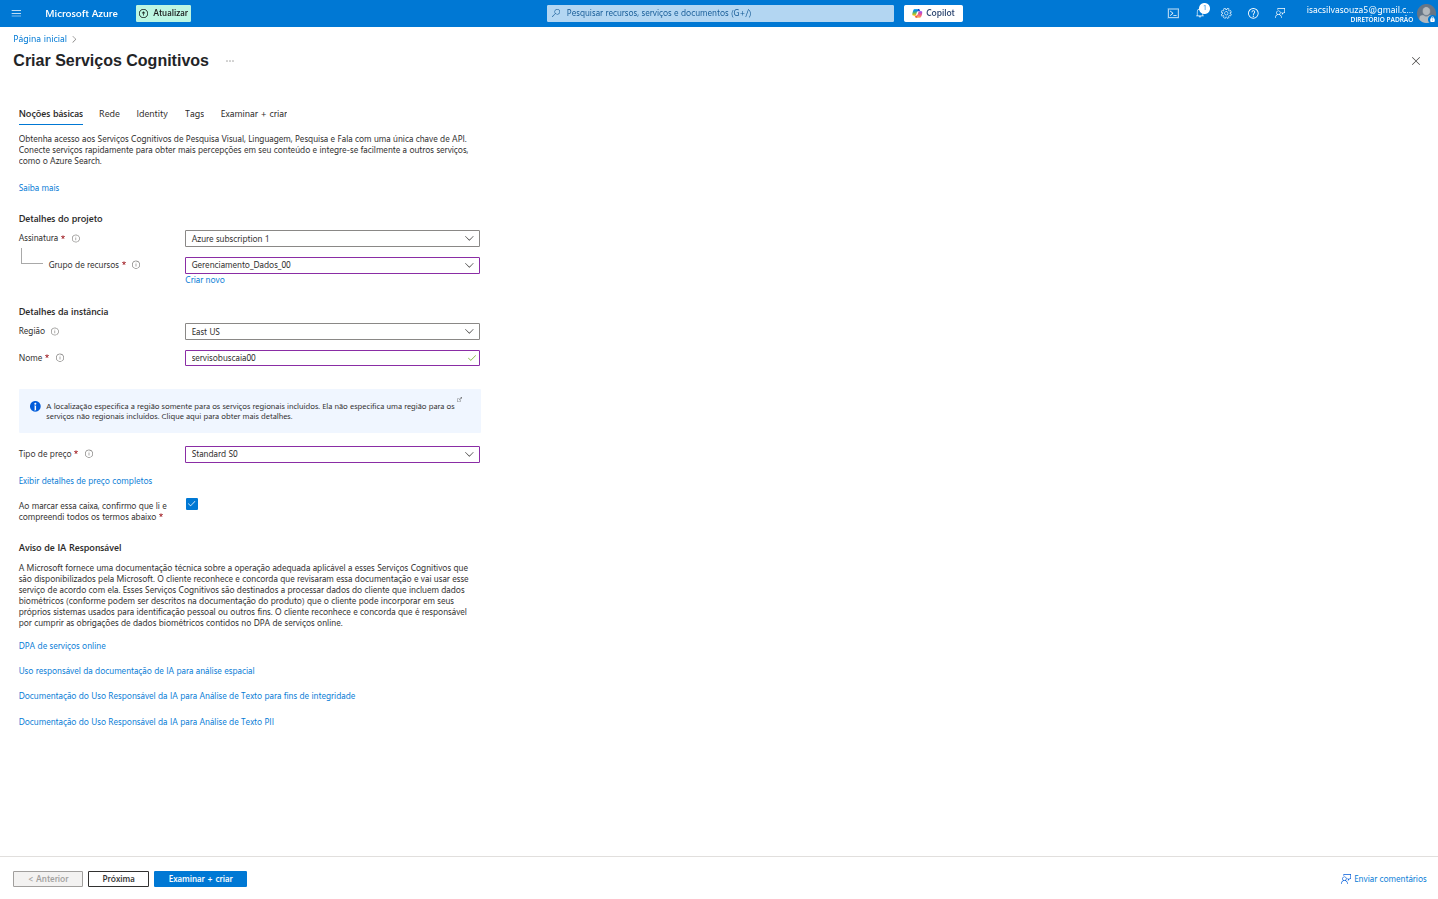 Microsoft Azure
Atualizar
Pesquisar recursos, serviços e documentos (G+/)
Copilot
1
isacsilvasouza5@gmail.c...
DIRETÓRIO PADRÃO
Página inicial
Criar Serviços Cognitivos
...
Noções básicas Rede Identity Tags Examinar + criar
Obtenha acesso aos Serviços Cognitivos de Pesquisa Visual, Linguagem, Pesquisa e Fala com uma única chave de API.
Conecte serviços rapidamente para obter mais percepções em seu conteúdo e integre-se facilmente a outros serviços,
como o Azure Search.
Saiba mais
Detalhes do projeto
Assinatura * Azure subscription 1
Grupo de recursos * Gerenciamento_Dados_00
Criar novo
Detalhes da instância
Região East US
Nome * servisobuscaia00
A localização especifica a região somente para os serviços regionais incluídos. Ela não especifica uma região para os
serviços não regionais incluídos. Clique aqui para obter mais detalhes.
Tipo de preço * Standard S0
Exibir detalhes de preço completos
Ao marcar essa caixa, confirmo que li e
compreendi todos os termos abaixo *
Aviso de IA Responsável
A Microsoft fornece uma documentação técnica sobre a operação adequada aplicável a esses Serviços Cognitivos que
são disponibilizados pela Microsoft. O cliente reconhece e concorda que revisaram essa documentação e vai usar esse
serviço de acordo com ela. Esses Serviços Cognitivos são destinados a processar dados do cliente que incluem dados
biométricos (conforme podem ser descritos na documentação do produto) que o cliente pode incorporar em seus
próprios sistemas usados para identificação pessoal ou outros fins. O cliente reconhece e concorda que é responsável
por cumprir as obrigações de dados biométricos contidos no DPA de serviços online.
DPA de serviços online
Uso responsável da documentação de IA para análise espacial
Documentação do Uso Responsável da IA para Análise de Texto para fins de integridade
Documentação do Uso Responsável da IA para Análise de Texto PII
< Anterior Próxima Examinar + criar Enviar comentários